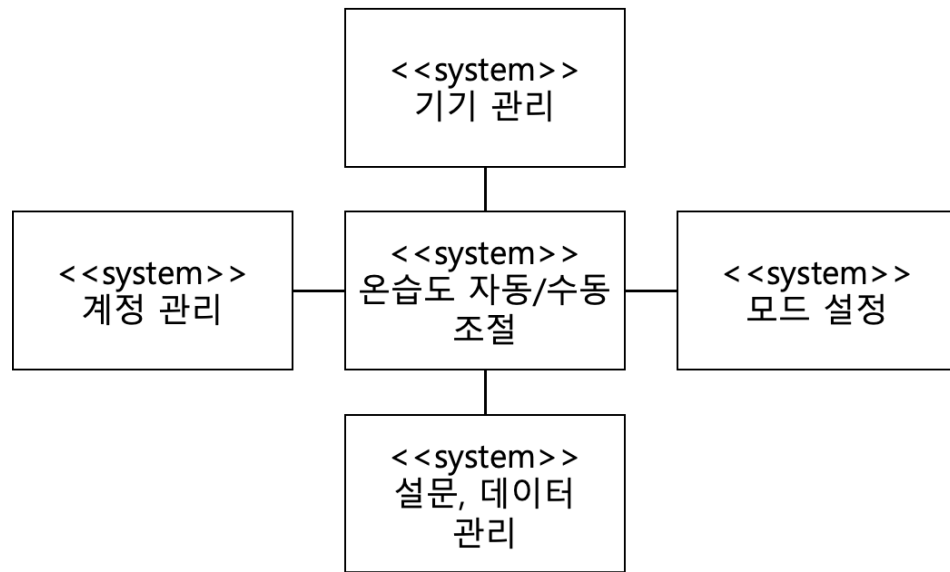 <<system>>
기기 관리
<<system>>
계정 관리
<<system>>
온습도 자동/수동
조절
<<system>>
모드 설정
<<system>>
설문, 데이터
관리